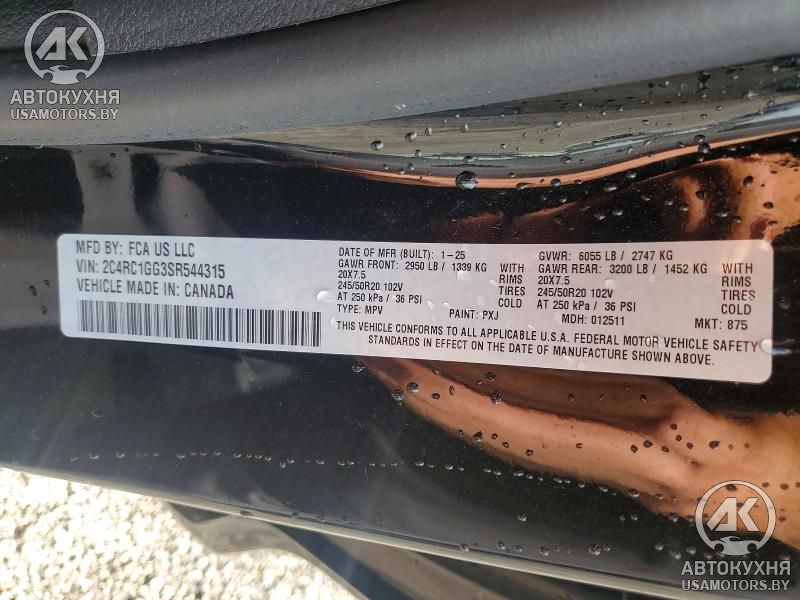 AK
АВТОКУХНЯ
USAMOTORS.BY
MFD BY: FCA US LLC
VIN: 2C4RC1GG3SR544315
VEHICLE MADE IN: CANADA
DATE OF MFR (BUILT): 1-25
GAWR FRONT: 2950 LB / 1339 KG
20X7.5 RIMS
245/50R20 102V TIRES
AT 250 kPa / 36 PSI COLD
TYPE: MPV PAINT: PXJ
GVWR: 6055 LB / 2747 KG
GAWR REAR: 3200 LB / 1452 KG
20X7.5 RIMS
245/50R20 102V TIRES
AT 250 kPa / 36 PSI COLD
MDH: 012511 MKT: 875
THIS VEHICLE CONFORMS TO ALL APPLICABLE U.S.A. FEDERAL MOTOR VEHICLE SAFETY
STANDARDS IN EFFECT ON THE DATE OF MANUFACTURE SHOWN ABOVE.
AK
АВТОКУХНЯ
USAMOTORS.BY